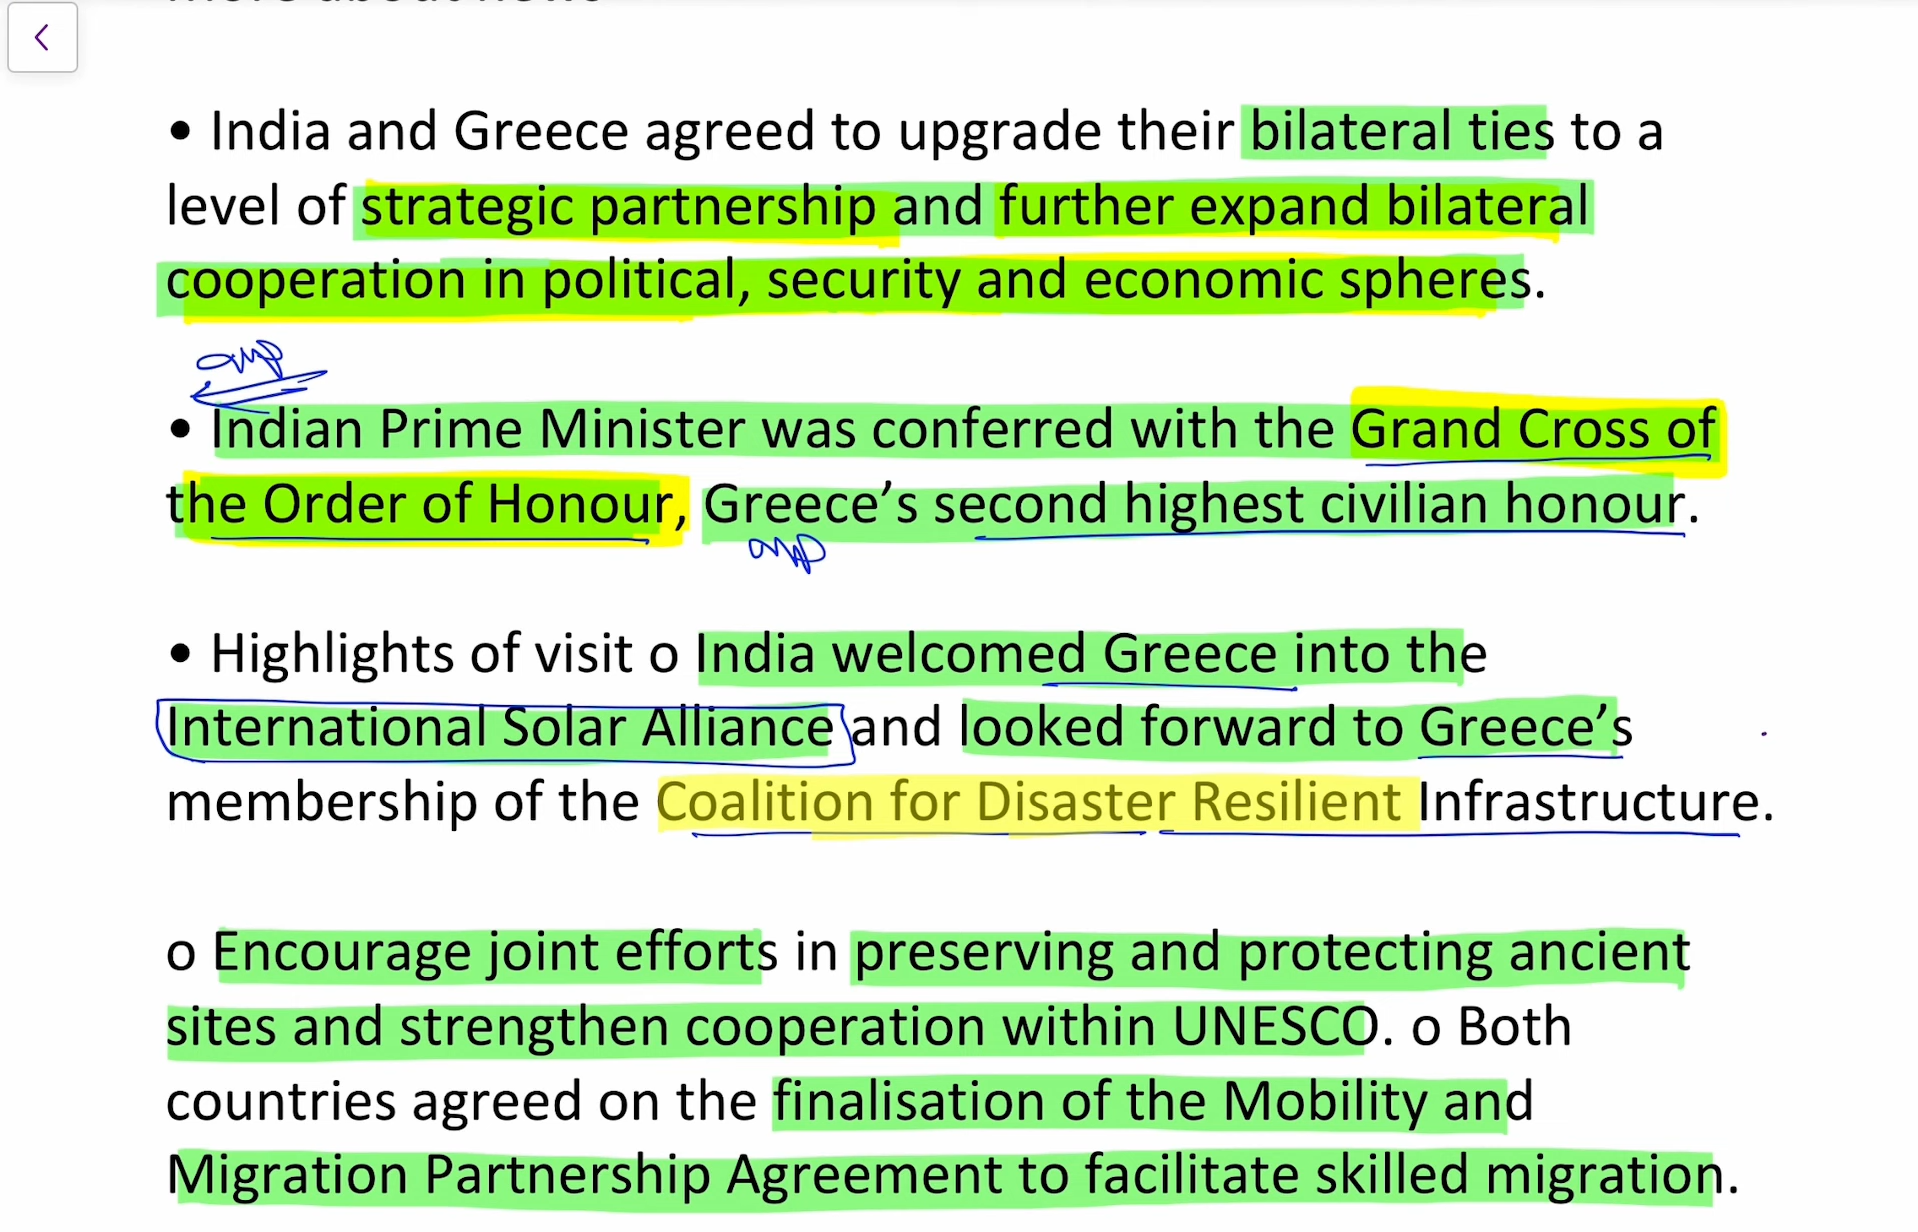 • India and Greece agreed to upgrade their bilateral ties to a
level of strategic partnership and further expand bilateral
cooperation in political, security and economic spheres.
• Indian Prime Minister was conferred with the Grand Cross of
the Order of Honour, Greece’s second highest civilian honour.
• Highlights of visit o India welcomed Greece into the
International Solar Alliance and looked forward to Greece’s
membership of the Coalition for Disaster Resilient Infrastructure.
o Encourage joint efforts in preserving and protecting ancient
sites and strengthen cooperation within UNESCO. o Both
countries agreed on the finalisation of the Mobility and
Migration Partnership Agreement to facilitate skilled migration.